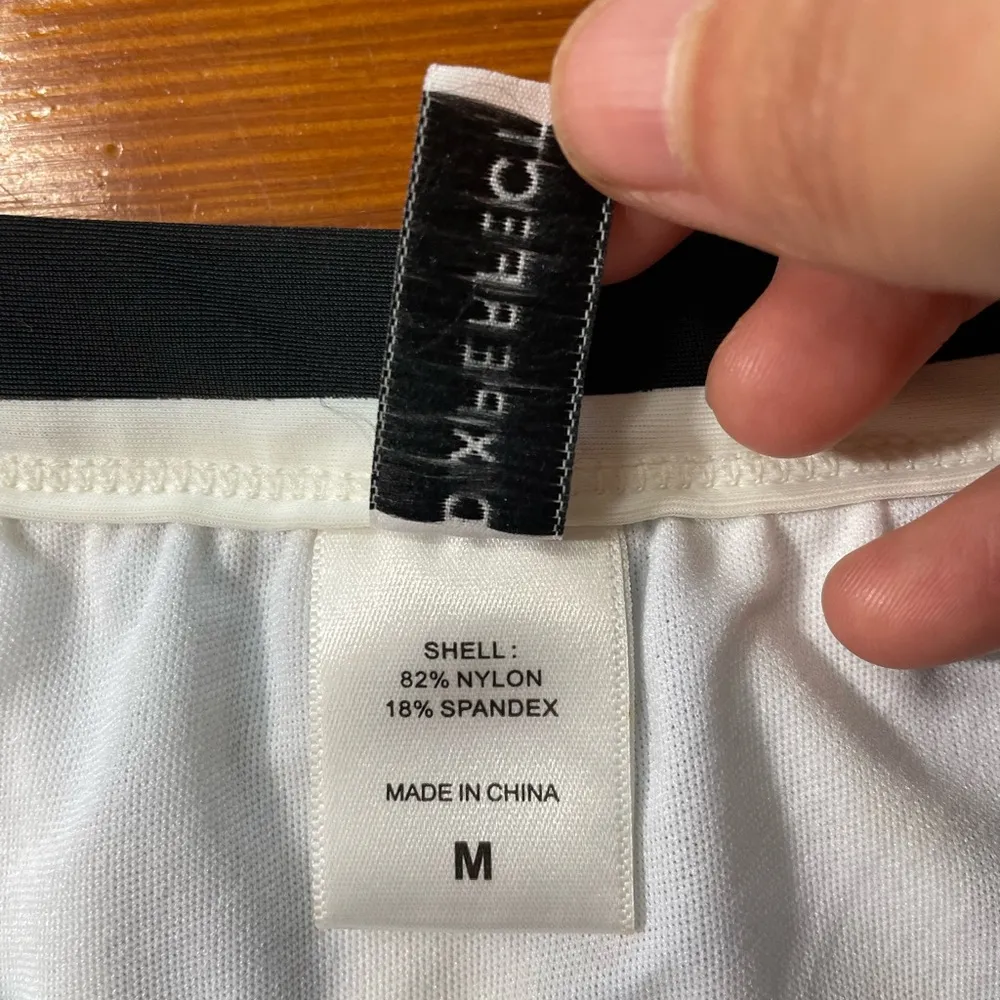 SHELL :
82% NYLON
18% SPANDEX
MADE IN CHINA
M